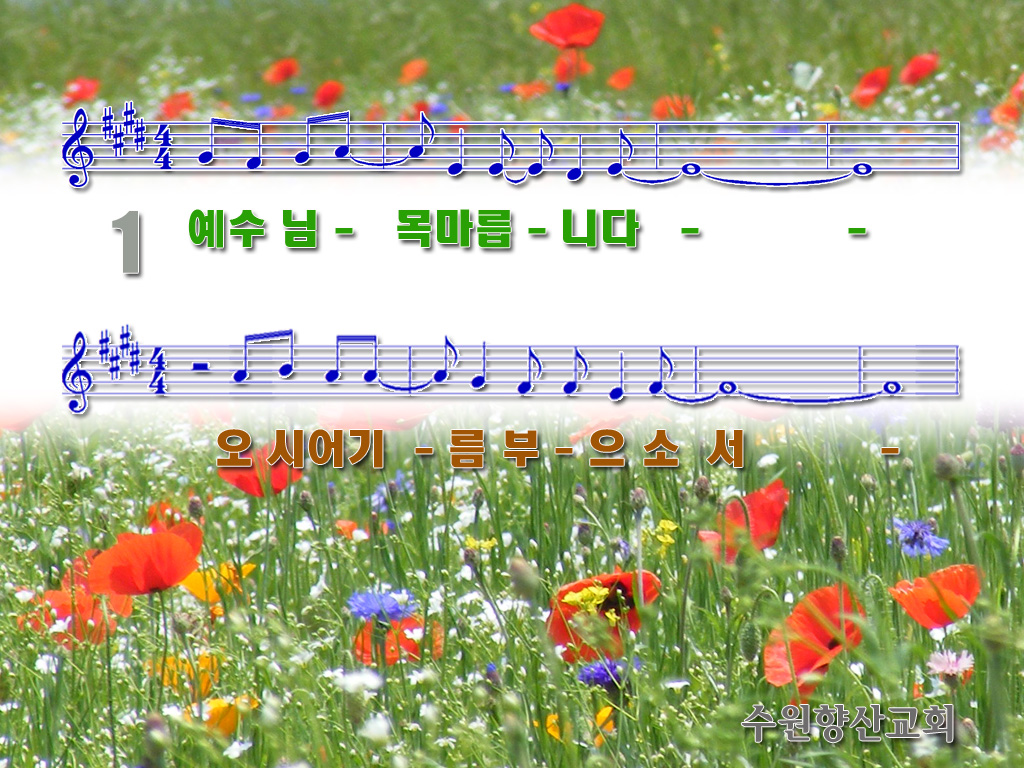 예수 님 - 목마릅 - 니다 - -
1
오 시어기 - 름 부 - 으 소 서 -
수원향산교회